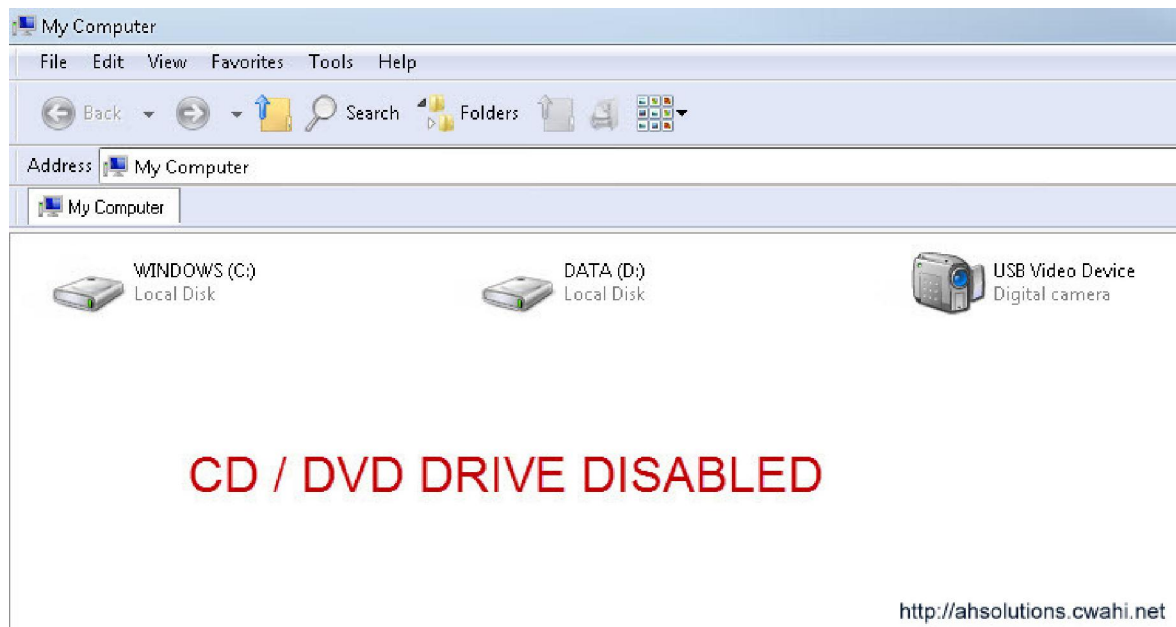 My Computer
File Edit View Favorites Tools Help
Back Search Folders
Address My Computer
My Computer
WINDOWS (C:) DATA (D:) USB Video Device
Local Disk Local Disk Digital camera
CD / DVD DRIVE DISABLED
http://ahsolutions.cwahi.net